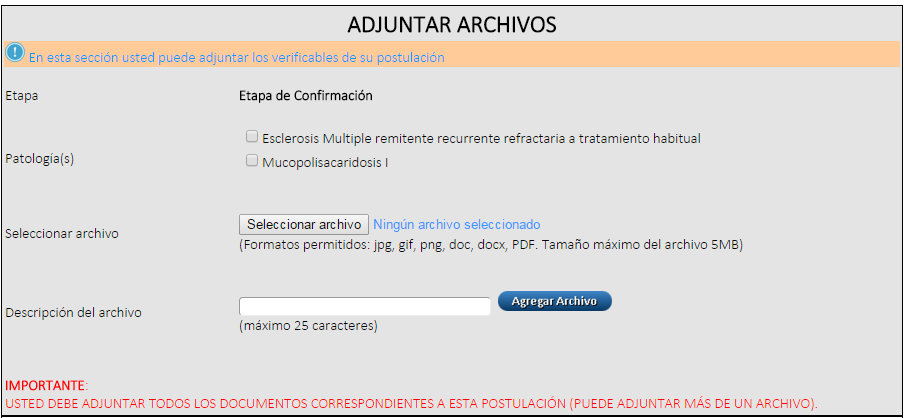 ADJUNTAR ARCHIVOS
! En esta sección usted puede adjuntar los verificables de su postulación
Etapa Etapa de Confirmación
Patología(s)
Esclerosis Multiple remitente recurrente refractaria a tratamiento habitual
Mucopolisacaridosis I
Seleccionar archivo
Seleccionar archivo Ningún archivo seleccionado
(Formatos permitidos: jpg, gif, png, doc, docx, PDF. Tamaño máximo del archivo 5MB)
Descripción del archivo
Agregar Archivo
(máximo 25 caracteres)
IMPORTANTE:
USTED DEBE ADJUNTAR TODOS LOS DOCUMENTOS CORRESPONDIENTES A ESTA POSTULACIÓN (PUEDE ADJUNTAR MÁS DE UN ARCHIVO).